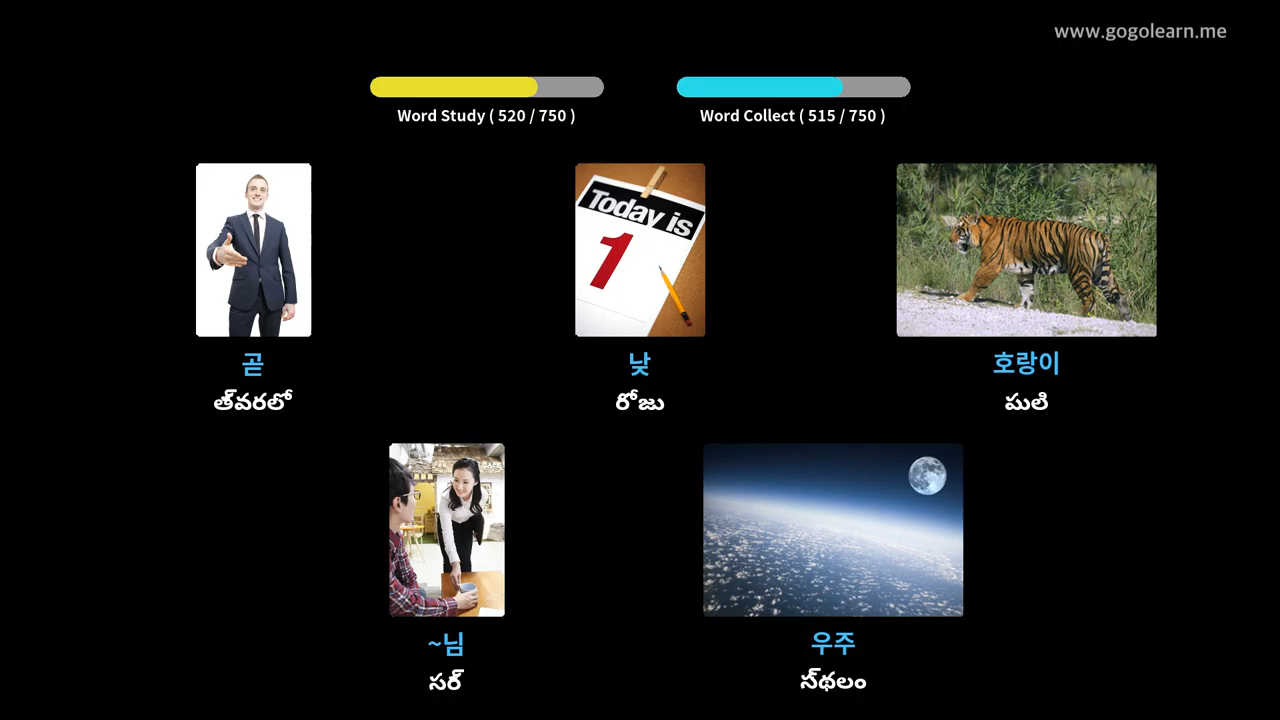 www.gogolearn.me
Word Study ( 520 / 750 )
Word Collect ( 515 / 750 )
Today is
1
곧
낮
호랑이
త్వరలో
రోజు
పులి
~님
우주
సర్
స్థలం